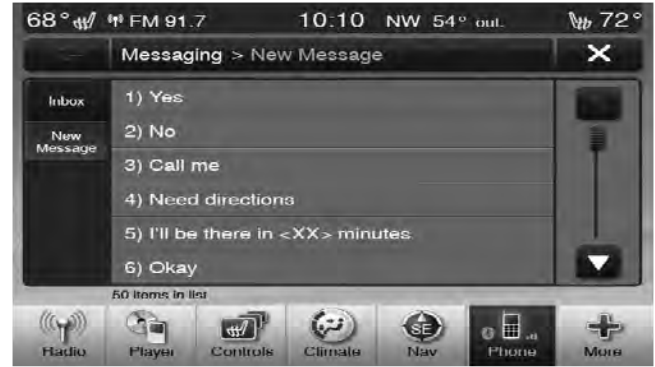 68° FM 91.7 10:10 NW 54° out. 72°
Messaging > New Message X
Inbox
New
Message
1) Yes
2) No
3) Call me
4) Need directions
5) I'll be there in <XX> minutes
6) Okay
50 items in list
SE
Radio Player Controls Climate Nav Phone More